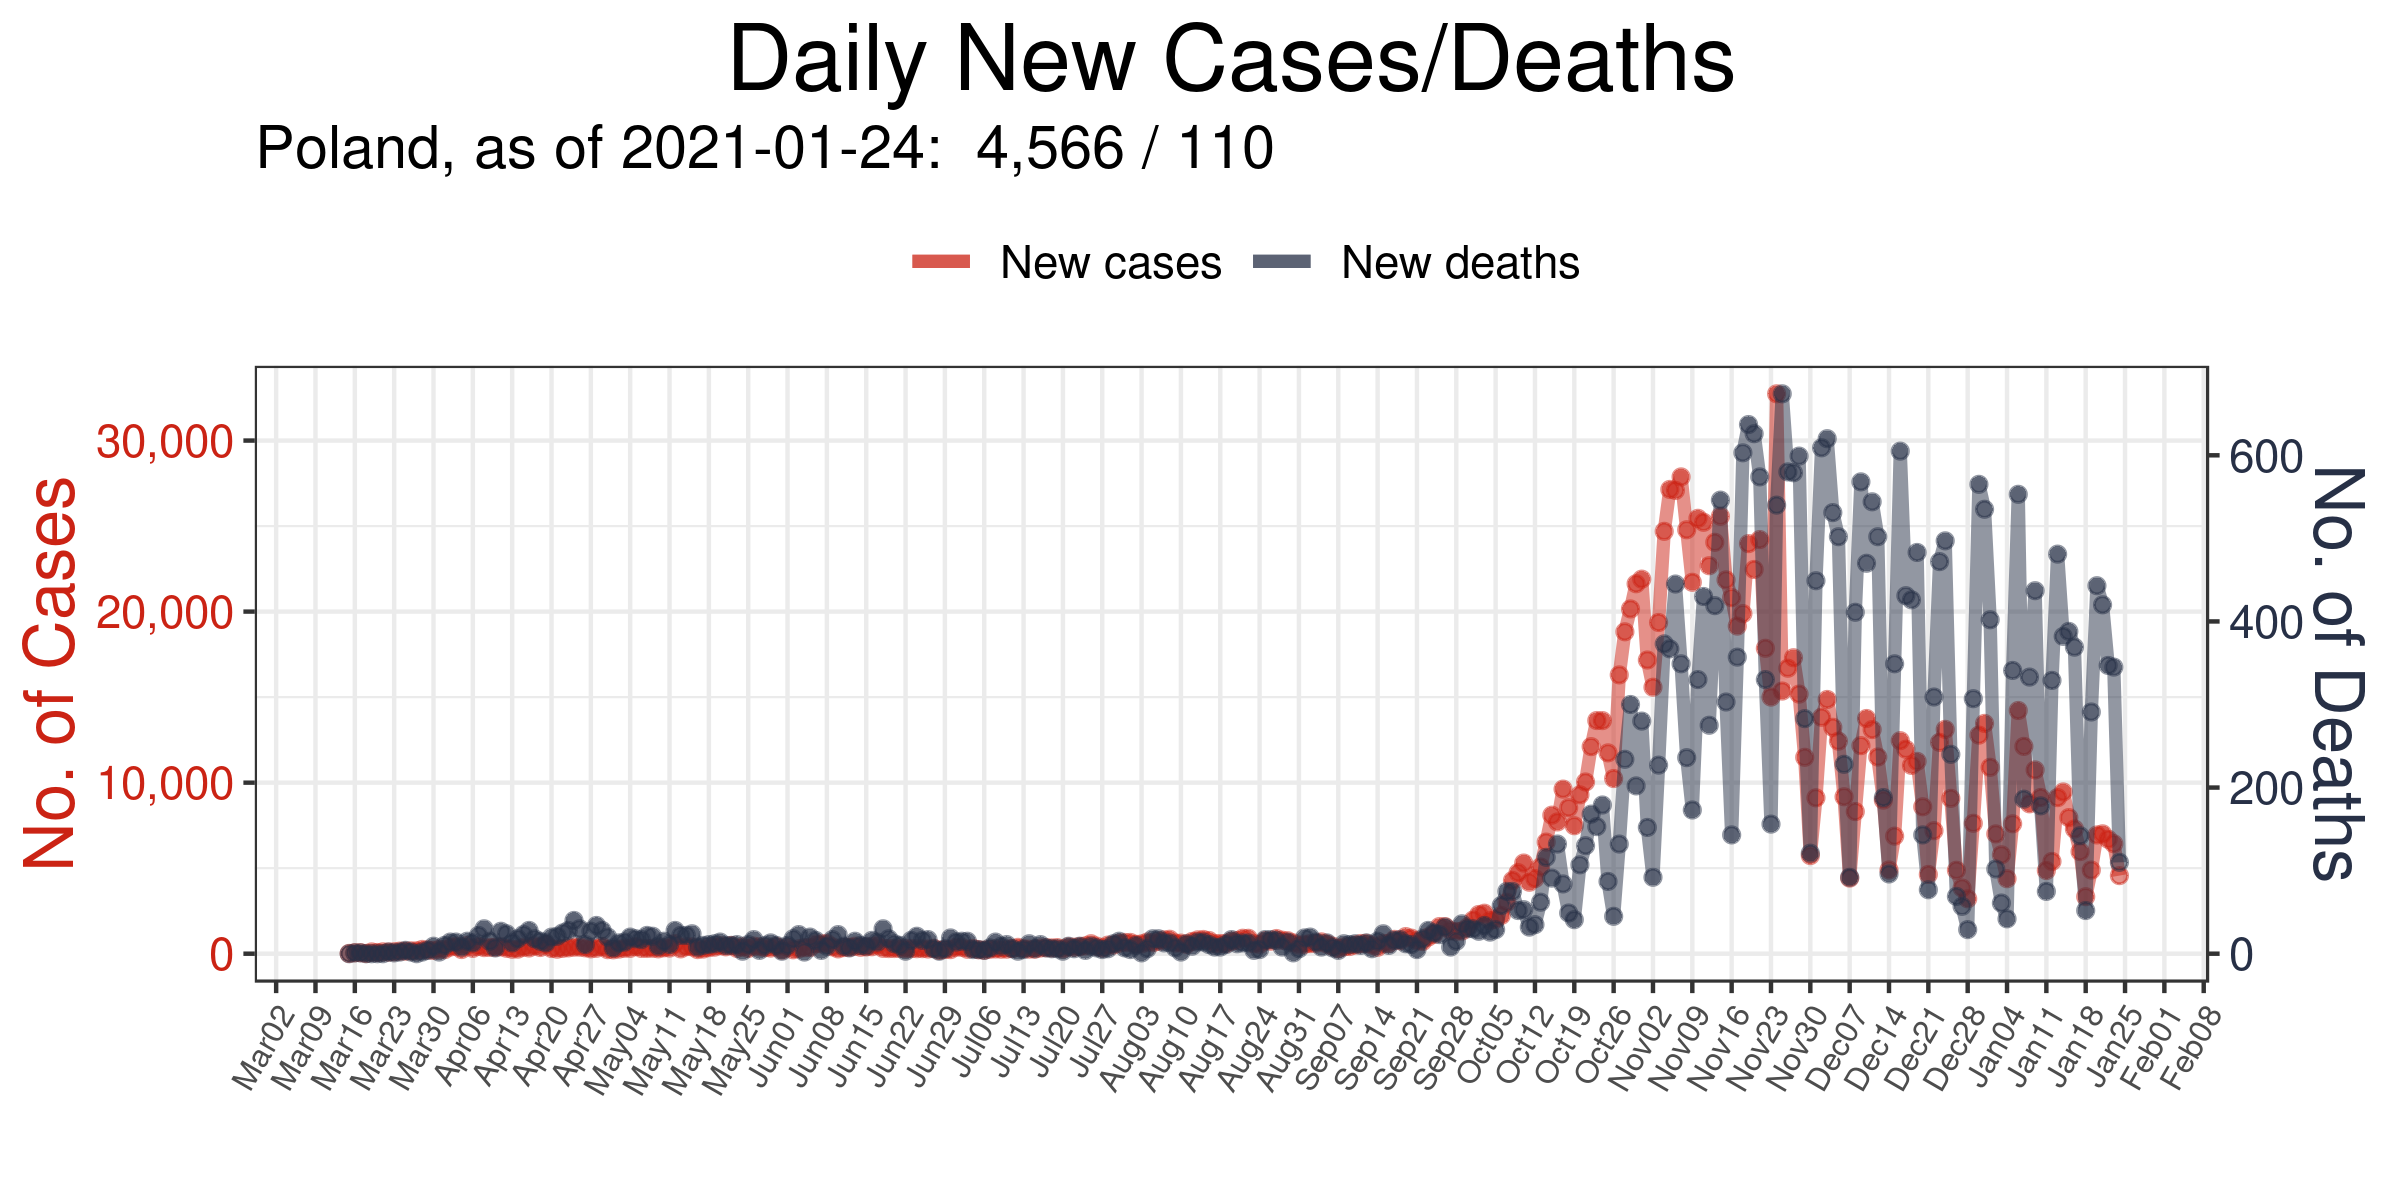 Daily New Cases/Deaths
Poland, as of 2021-01-24: 4,566 / 110
New cases
New deaths
No. of Cases
30,000
20,000
10,000
0
600
400
200
0
No. of Deaths
Mar02
Mar09
Mar16
Mar23
Mar30
Apr06
Apr13
Apr20
Apr27
May04
May11
May18
May25
Jun01
Jun08
Jun15
Jun22
Jun29
Jul06
Jul13
Jul20
Jul27
Aug03
Aug10
Aug17
Aug24
Aug31
Sep07
Sep14
Sep21
Sep28
Oct05
Oct12
Oct19
Oct26
Nov02
Nov09
Nov16
Nov23
Nov30
Dec07
Dec14
Dec21
Dec28
Jan04
Jan11
Jan18
Jan25
Feb01
Feb08